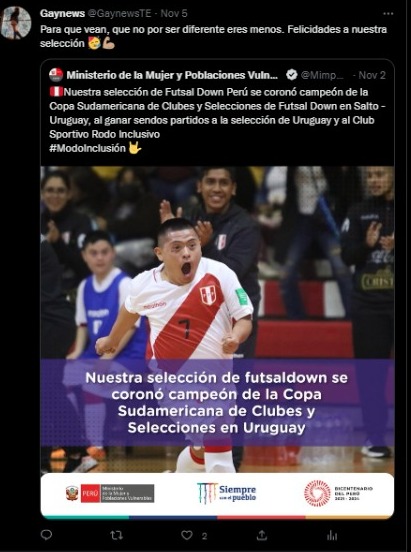 Gaynews @GaynewsTE · Nov 5
Para que vean, que no por ser diferente eres menos. Felicidades a nuestra
selección 🥳💪🏼
Ministerio de la Mujer y Poblaciones Vuln... @Mimp... · Nov 2
🇵🇪Nuestra selección de Futsal Down Perú se coronó campeón de la
Copa Sudamericana de Clubes y Selecciones de Futsal Down en Salto -
Uruguay, al ganar sendos partidos a la selección de Uruguay y al Club
Sportivo Rodo Inclusivo
#ModoInclusión 🤟
marathon
7
Nuestra selección de futsaldown se
coronó campeón de la Copa
Sudamericana de Clubes y
Selecciones en Uruguay
PERÚ
Ministerio
de la Mujer y
Poblaciones Vulnerables
Siempre
con el pueblo
BICENTENARIO
DEL PERÚ
2021 - 2024
2